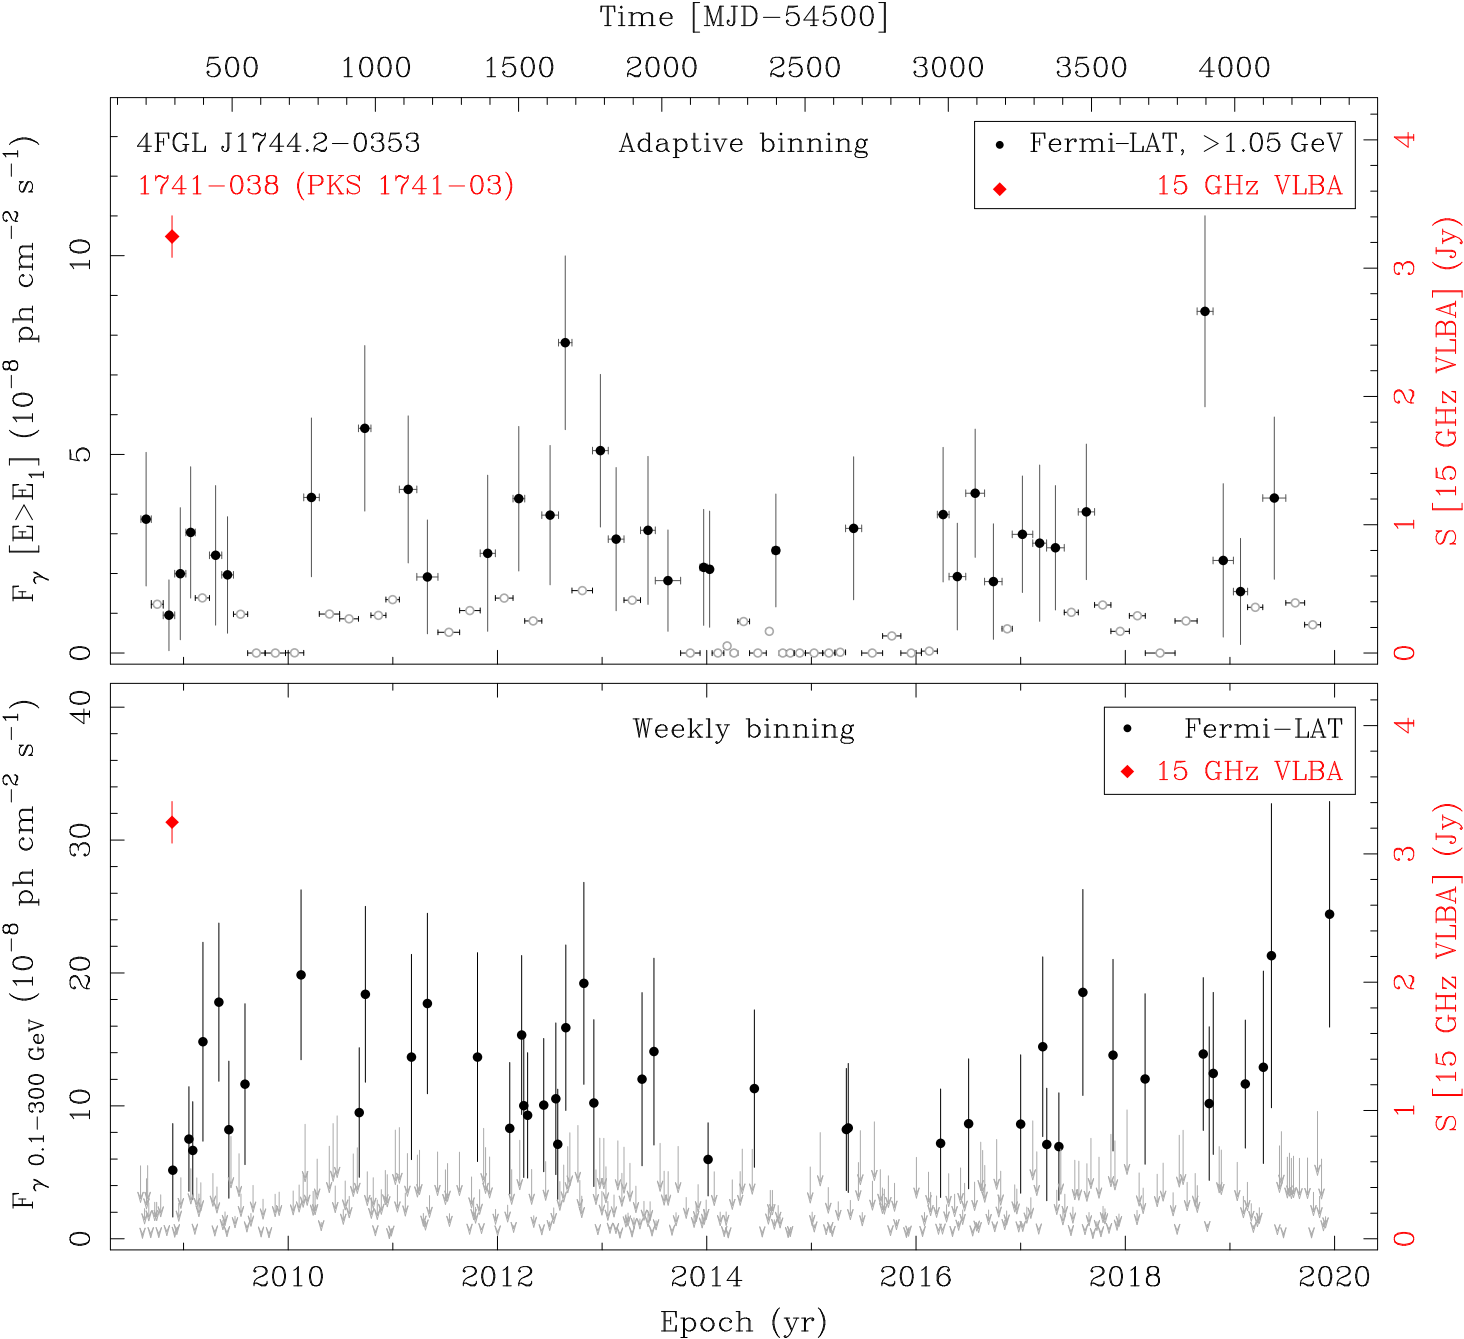 Time [MJD−54500]
500 1000 1500 2000 2500 3000 3500 4000
4FGL J1744.2−0353
1741−038 (PKS 1741−03)
Adaptive binning
Fermi−LAT, >1.05 GeV
15 GHz VLBA
Fγ [E>E1] (10−8 ph cm−2 s−1)
10
5
0
S [15 GHz VLBA] (Jy)
4
3
2
1
0
Weekly binning
Fermi−LAT
15 GHz VLBA
Fγ 0.1−300 GeV (10−8 ph cm−2 s−1)
40
30
20
10
0
S [15 GHz VLBA] (Jy)
4
3
2
1
0
2010 2012 2014 2016 2018 2020
Epoch (yr)